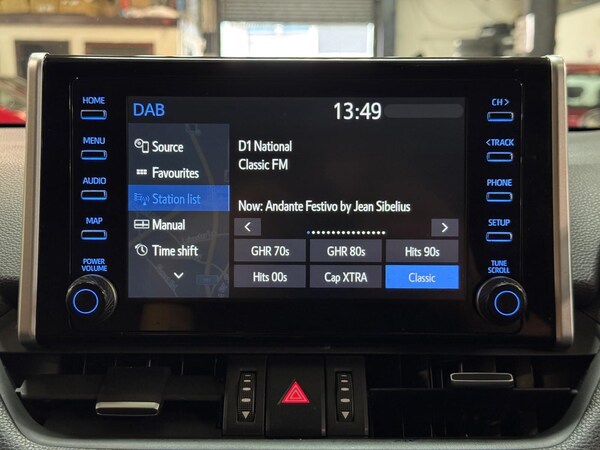 HOME
MENU
AUDIO
MAP
POWER
VOLUME
DAB
13:49
Source
Favourites
Station list
Manual
Time shift
D1 National
Classic FM
Now: Andante Festivo by Jean Sibelius
< >
GHR 70s GHR 80s Hits 90s
Hits 00s Cap XTRA Classic
CH >
< TRACK
PHONE
SETUP
TUNE
SCROLL